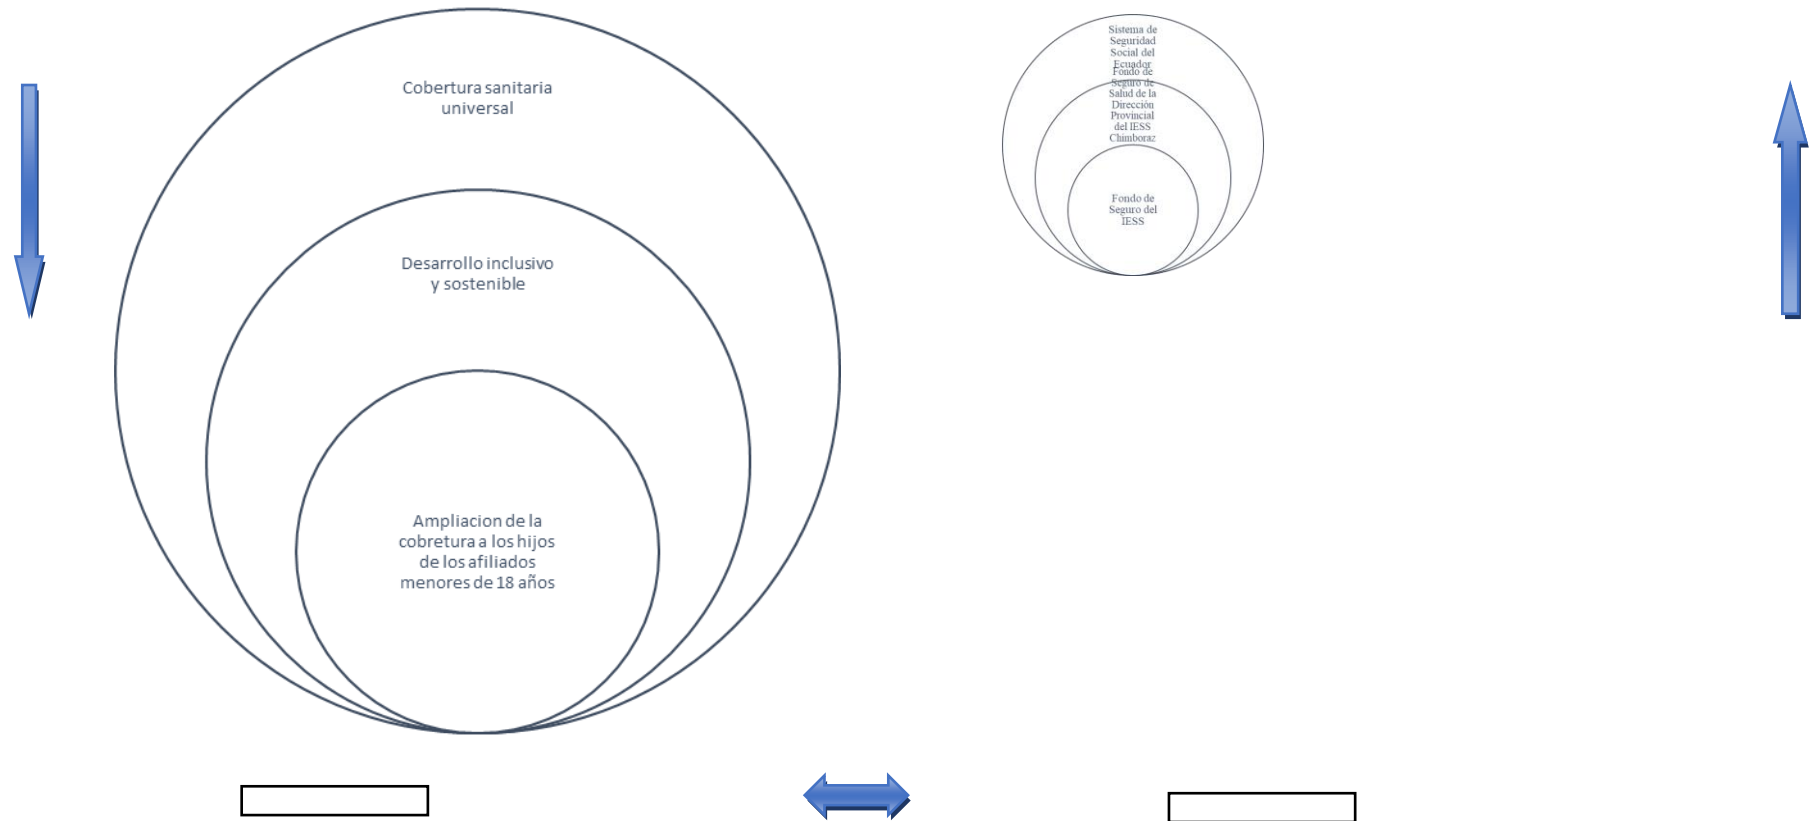 Cobertura sanitaria
universal
Desarrollo inclusivo
y sostenible
Ampliacion de la
cobretura a los hijos
de los afiliados
menores de 18 años
Sistema de
Seguridad
Social del
Ecuador
Fondo de
Seguro de
Salud de la
Dirección
Provincial
del IESS
Chimboraz
Fondo de
Seguro del
IESS